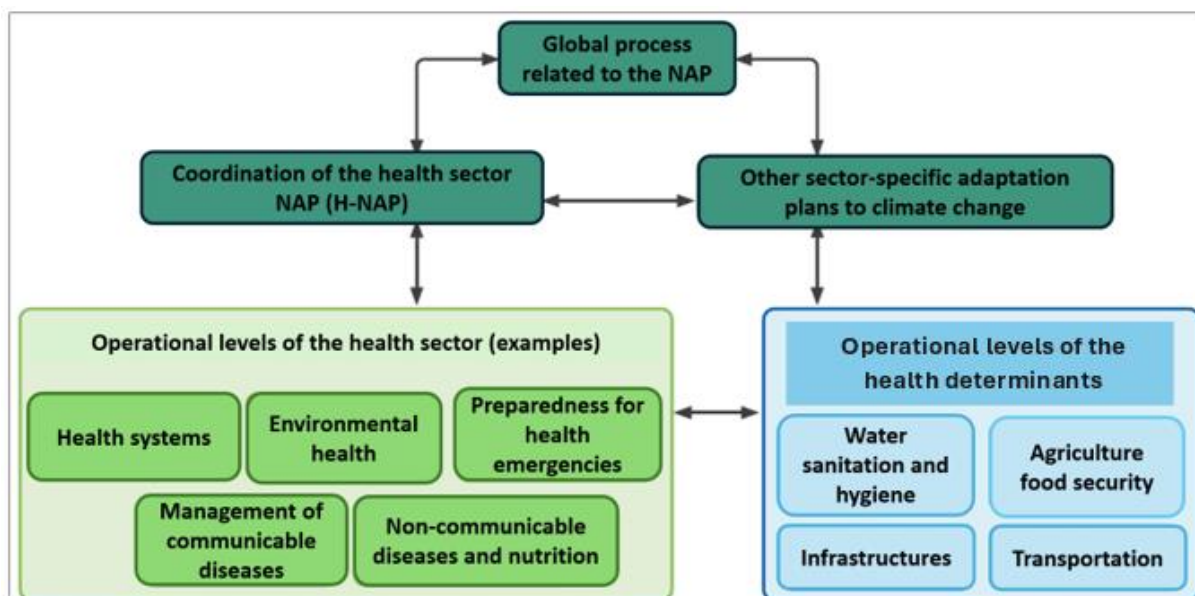 Global process
related to the NAP
Coordination of the health sector
NAP (H-NAP)
Other sector-specific adaptation
plans to climate change
Operational levels of the health sector (examples)
Health systems
Environmental
health
Preparedness for
health
emergencies
Management of
communicable
diseases
Non-communicable
diseases and nutrition
Operational levels of the
health determinants
Water
sanitation and
hygiene
Agriculture
food security
Infrastructures
Transportation